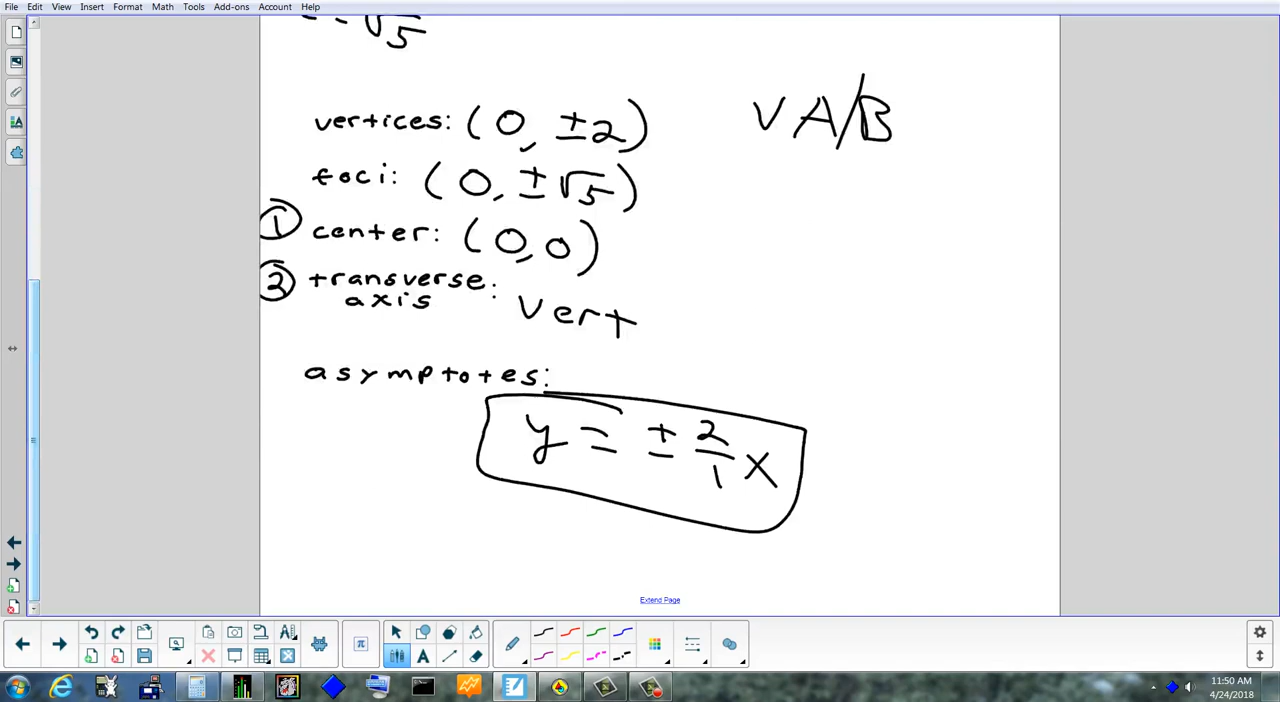 File Edit View Insert Format Math Tools Add-ons Account Help
√5
vertices: (0, ±2)
V A/B
foci: (0, ±√5)
① center: (0,0)
② transverse axis : vert
asymptotes:
y = ± 2/1 x
Extend Page
11:50 AM
4/24/2018